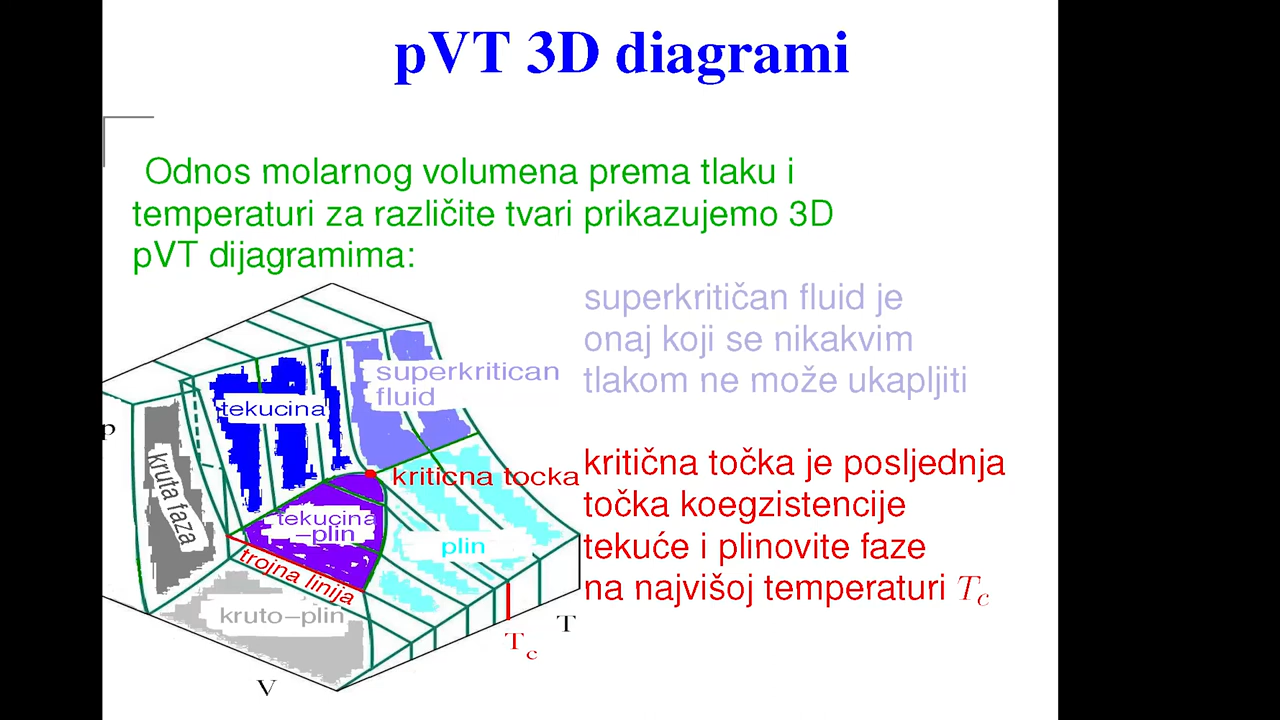 pVT 3D diagrami
Odnos molarnog volumena prema tlaku i
temperaturi za različite tvari prikazujemo 3D
pVT dijagramima:
superkritičan fluid je
onaj koji se nikakvim
tlakom ne može ukapljiti
kritična točka je posljednja
točka koegzistencije
tekuće i plinovite faze
na najvišoj temperaturi T_c
superkritican
fluid
tekucina
p
kruta faza
kriticna tocka
tekucina
–plin
plin
trojna linija
kruto–plin
T
T_c
V